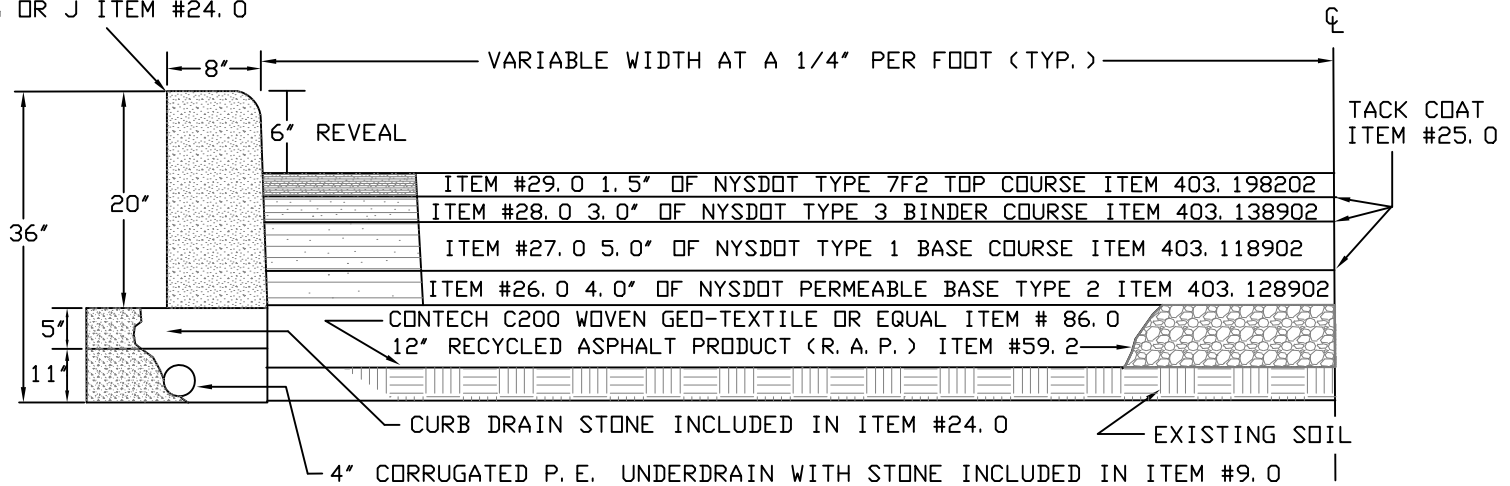 OR J ITEM #24.0
℄
8"
VARIABLE WIDTH AT A 1/4" PER FOOT (TYP.)
TACK COAT
ITEM #25.0
6" REVEAL
ITEM #29.0 1.5" OF NYSDOT TYPE 7F2 TOP COURSE ITEM 403.198202
20"
ITEM #28.0 3.0" OF NYSDOT TYPE 3 BINDER COURSE ITEM 403.138902
36"
ITEM #27.0 5.0" OF NYSDOT TYPE 1 BASE COURSE ITEM 403.118902
ITEM #26.0 4.0" OF NYSDOT PERMEABLE BASE TYPE 2 ITEM 403.128902
5"
CONTECH C200 WOVEN GEO-TEXTILE OR EQUAL ITEM # 86.0
12" RECYCLED ASPHALT PRODUCT (R.A.P.) ITEM #59.2
11"
CURB DRAIN STONE INCLUDED IN ITEM #24.0
EXISTING SOIL
4" CORRUGATED P.E. UNDERDRAIN WITH STONE INCLUDED IN ITEM #9.0